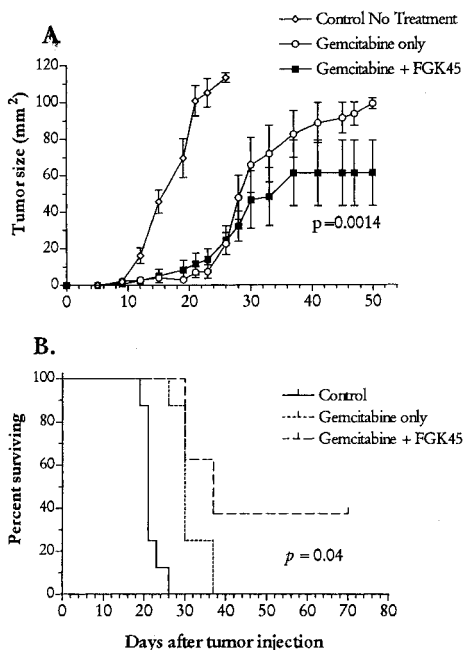 A.
Control No Treatment
Gemcitabine only
Gemcitabine + FGK45
Tumor size (mm²)
120
100
80
60
40
20
0
p=0.0014
0
10
20
30
40
50
B.
Percent surviving
100
80
60
40
20
0
Control
Gemcitabine only
Gemcitabine + FGK45
p = 0.04
0
10
20
30
40
50
60
70
80
Days after tumor injection